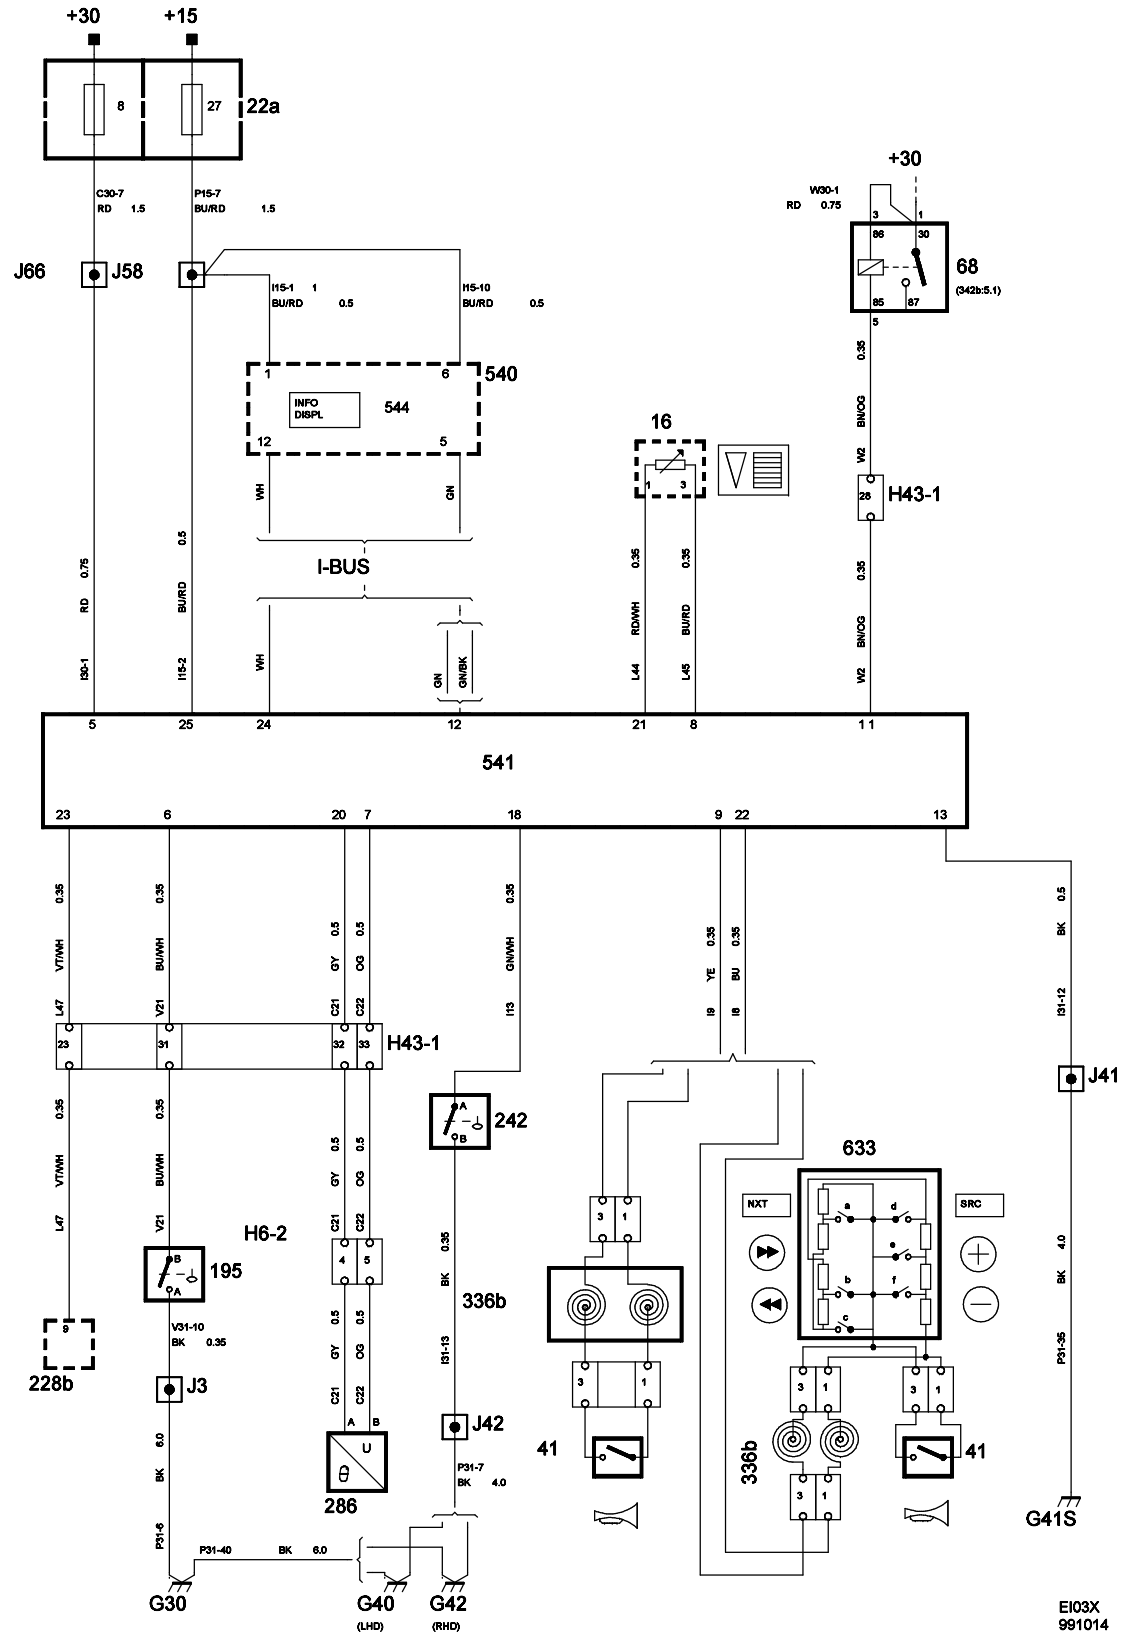 +30
+15
8
27
22a
C30-7
RD 1.5
P15-7
BU/RD 1.5
+30
W30-1
RD 0.75
3
1
86
30
68
(342b:5.1)
85
87
5
J66
J58
I15-1 1
BU/RD 0.5
I15-10
BU/RD 0.5
1
6
540
INFO
DISPL
544
12
5
WH
GN
I-BUS
16
1
3
0.35
BN/OG
W2
28
H43-1
I30-1 RD 0.75
I15-2 BU/RD 0.5
WH
GN
GN/BK
L44 RD/WH 0.35
L45 BU/RD 0.35
W2 BN/OG 0.35
5
25
24
12
21
8
11
541
23
6
20
7
18
9
22
13
L47 VT/WH 0.35
V21 BU/WH 0.35
C21 GY 0.5
C22 OG 0.5
I13 GN/WH 0.35
I9 YE 0.35
I8 BU 0.35
I31-12 BK 0.5
23
31
32
33
H43-1
J41
L47 VT/WH 0.35
V21 BU/WH 0.35
C21 GY 0.5
C22 OG 0.5
A
B
242
H6-2
4
5
B
A
195
V31-10
BK 0.35
9
228b
J3
C21 GY 0.5
C22 OG 0.5
A
B
U
286
I31-13 BK 0.35
J42
P31-7
BK 4.0
P31-6 BK 6.0
P31-40 BK 6.0
G30
G40
(LHD)
G42
(RHD)
3
1
336b
3
1
41
633
NXT
SRC
a
d
e
b
f
c
3
1
3
1
336b
3
1
41
P31-35 BK 4.0
G41S
EI03X
991014